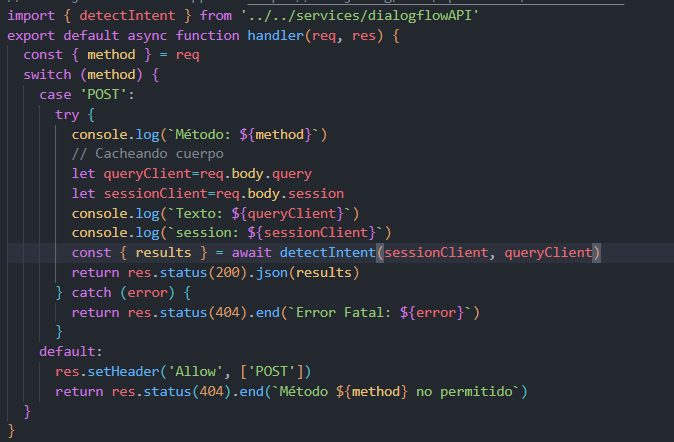 import { detectIntent } from '../../services/dialogflowAPI'
export default async function handler(req, res) {
  const { method } = req
  switch (method) {
    case 'POST':
      try {
        console.log(`Método: ${method}`)
        // Cacheando cuerpo
        let queryClient=req.body.query
        let sessionClient=req.body.session
        console.log(`Texto: ${queryClient}`)
        console.log(`session: ${sessionClient}`)
        const { results } = await detectIntent(sessionClient, queryClient)
        return res.status(200).json(results)
      } catch (error) {
        return res.status(404).end(`Error Fatal: ${error}`)
      }
    default:
      res.setHeader('Allow', ['POST'])
      return res.status(404).end(`Método ${method} no permitido`)
  }
}